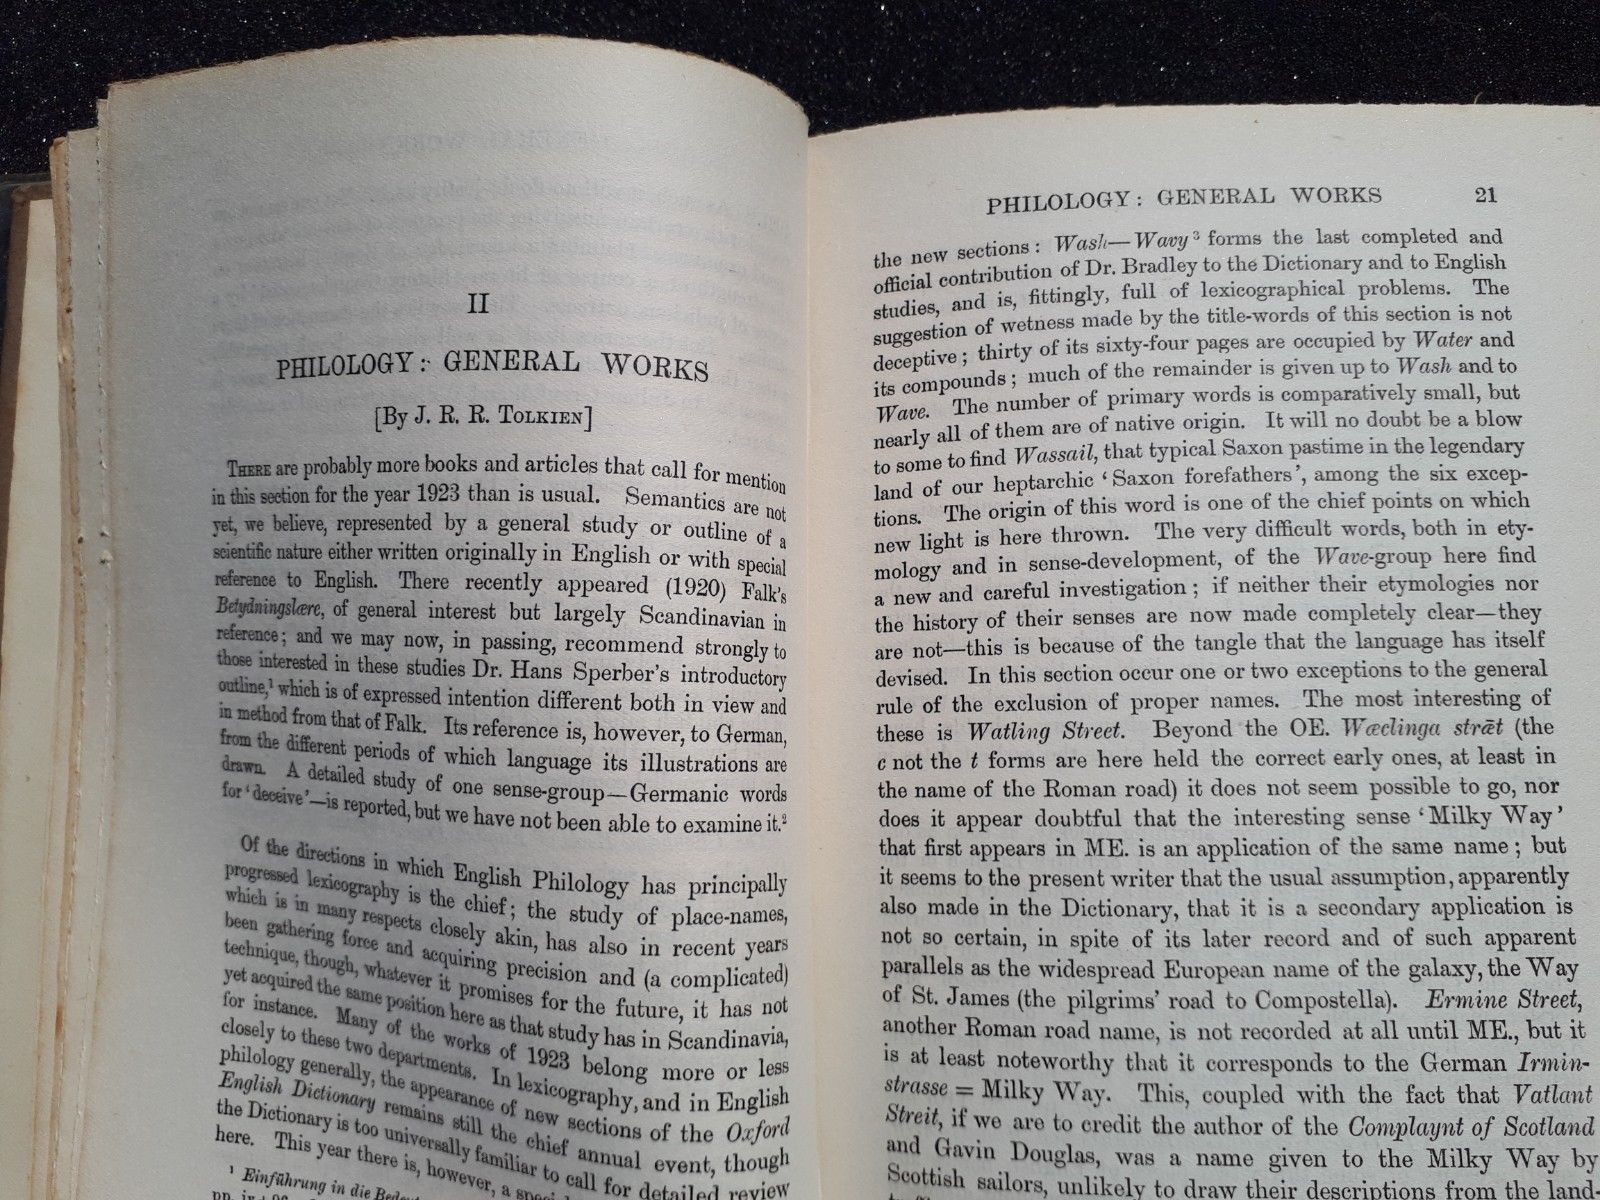 II
PHILOLOGY: GENERAL WORKS
[By J. R. R. Tolkien]
There are probably more books and articles that call for mention
in this section for the year 1923 than is usual. Semantics are not
yet, we believe, represented by a general study or outline of a
scientific nature either written originally in English or with special
reference to English. There recently appeared (1920) Falk's
Betydningslære, of general interest but largely Scandinavian in
reference; and we may now, in passing, recommend strongly to
those interested in these studies Dr. Hans Sperber's introductory
outline,¹ which is of expressed intention different both in view and
in method from that of Falk. Its reference is, however, to German,
from the different periods of which language its illustrations are
drawn. A detailed study of one sense-group—Germanic words
for 'deceive'—is reported, but we have not been able to examine it.²
Of the directions in which English Philology has principally
progressed lexicography is the chief; the study of place-names,
which is in many respects closely akin, has also in recent years
been gathering force and acquiring precision and (a complicated)
technique, though, whatever it promises for the future, it has not
yet acquired the same position here as that study has in Scandinavia,
for instance. Many of the works of 1923 belong more or less
closely to these two departments. In lexicography, and in English
philology generally, the appearance of new sections of the Oxford
English Dictionary remains still the chief annual event, though
the Dictionary is too universally familiar to call for detailed review
here. This year there is, however, a
¹ Einführung in die
pp.
PHILOLOGY: GENERAL WORKS 21
the new sections: Wash—Wavy³ forms the last completed and
official contribution of Dr. Bradley to the Dictionary and to English
studies, and is, fittingly, full of lexicographical problems. The
suggestion of wetness made by the title-words of this section is not
deceptive; thirty of its sixty-four pages are occupied by Water and
its compounds; much of the remainder is given up to Wash and to
Wave. The number of primary words is comparatively small, but
nearly all of them are of native origin. It will no doubt be a blow
to some to find Wassail, that typical Saxon pastime in the legendary
land of our heptarchic 'Saxon forefathers', among the six excep-
tions. The origin of this word is one of the chief points on which
new light is here thrown. The very difficult words, both in ety-
mology and in sense-development, of the Wave-group here find
a new and careful investigation; if neither their etymologies nor
the history of their senses are now made completely clear—they
are not—this is because of the tangle that the language has itself
devised. In this section occur one or two exceptions to the general
rule of the exclusion of proper names. The most interesting of
these is Watling Street. Beyond the OE. Wæclinga strǣt (the
c not the t forms are here held the correct early ones, at least in
the name of the Roman road) it does not seem possible to go, nor
does it appear doubtful that the interesting sense 'Milky Way'
that first appears in ME. is an application of the same name; but
it seems to the present writer that the usual assumption, apparently
also made in the Dictionary, that it is a secondary application is
not so certain, in spite of its later record and of such apparent
parallels as the widespread European name of the galaxy, the Way
of St. James (the pilgrims' road to Compostella). Ermine Street,
another Roman road name, is not recorded at all until ME., but it
is at least noteworthy that it corresponds to the German Irmin-
strasse = Milky Way. This, coupled with the fact that Vatlant
Streit, if we are to credit the author of the Complaynt of Scotland
and Gavin Douglas, was a name given to the Milky Way by
Scottish sailors, unlikely to draw their descriptions from the land-